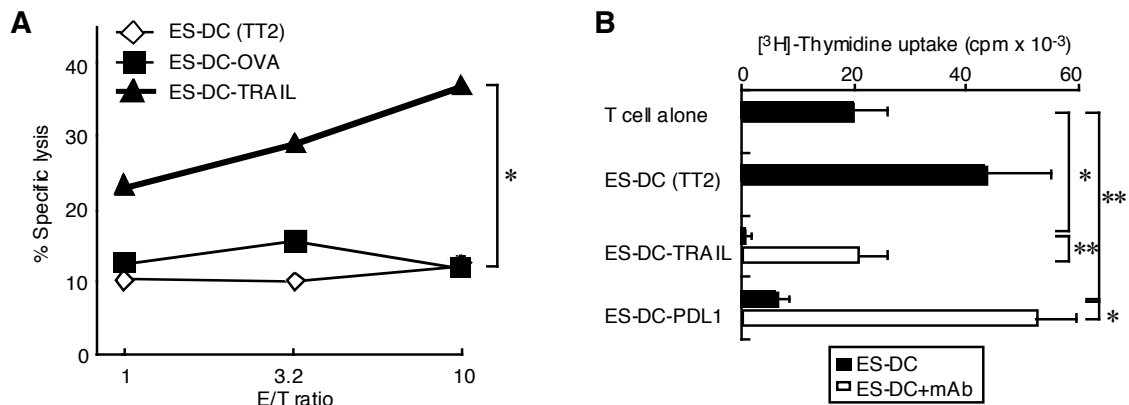 A
ES-DC (TT2)
ES-DC-OVA
ES-DC-TRAIL
% Specific lysis
40
30
20
10
0
*
1
3.2
10
E/T ratio
B
[³H]-Thymidine uptake (cpm x 10⁻³)
0
20
40
60
T cell alone
ES-DC (TT2)
ES-DC-TRAIL
ES-DC-PDL1
*
**
**
*
ES-DC
ES-DC+mAb